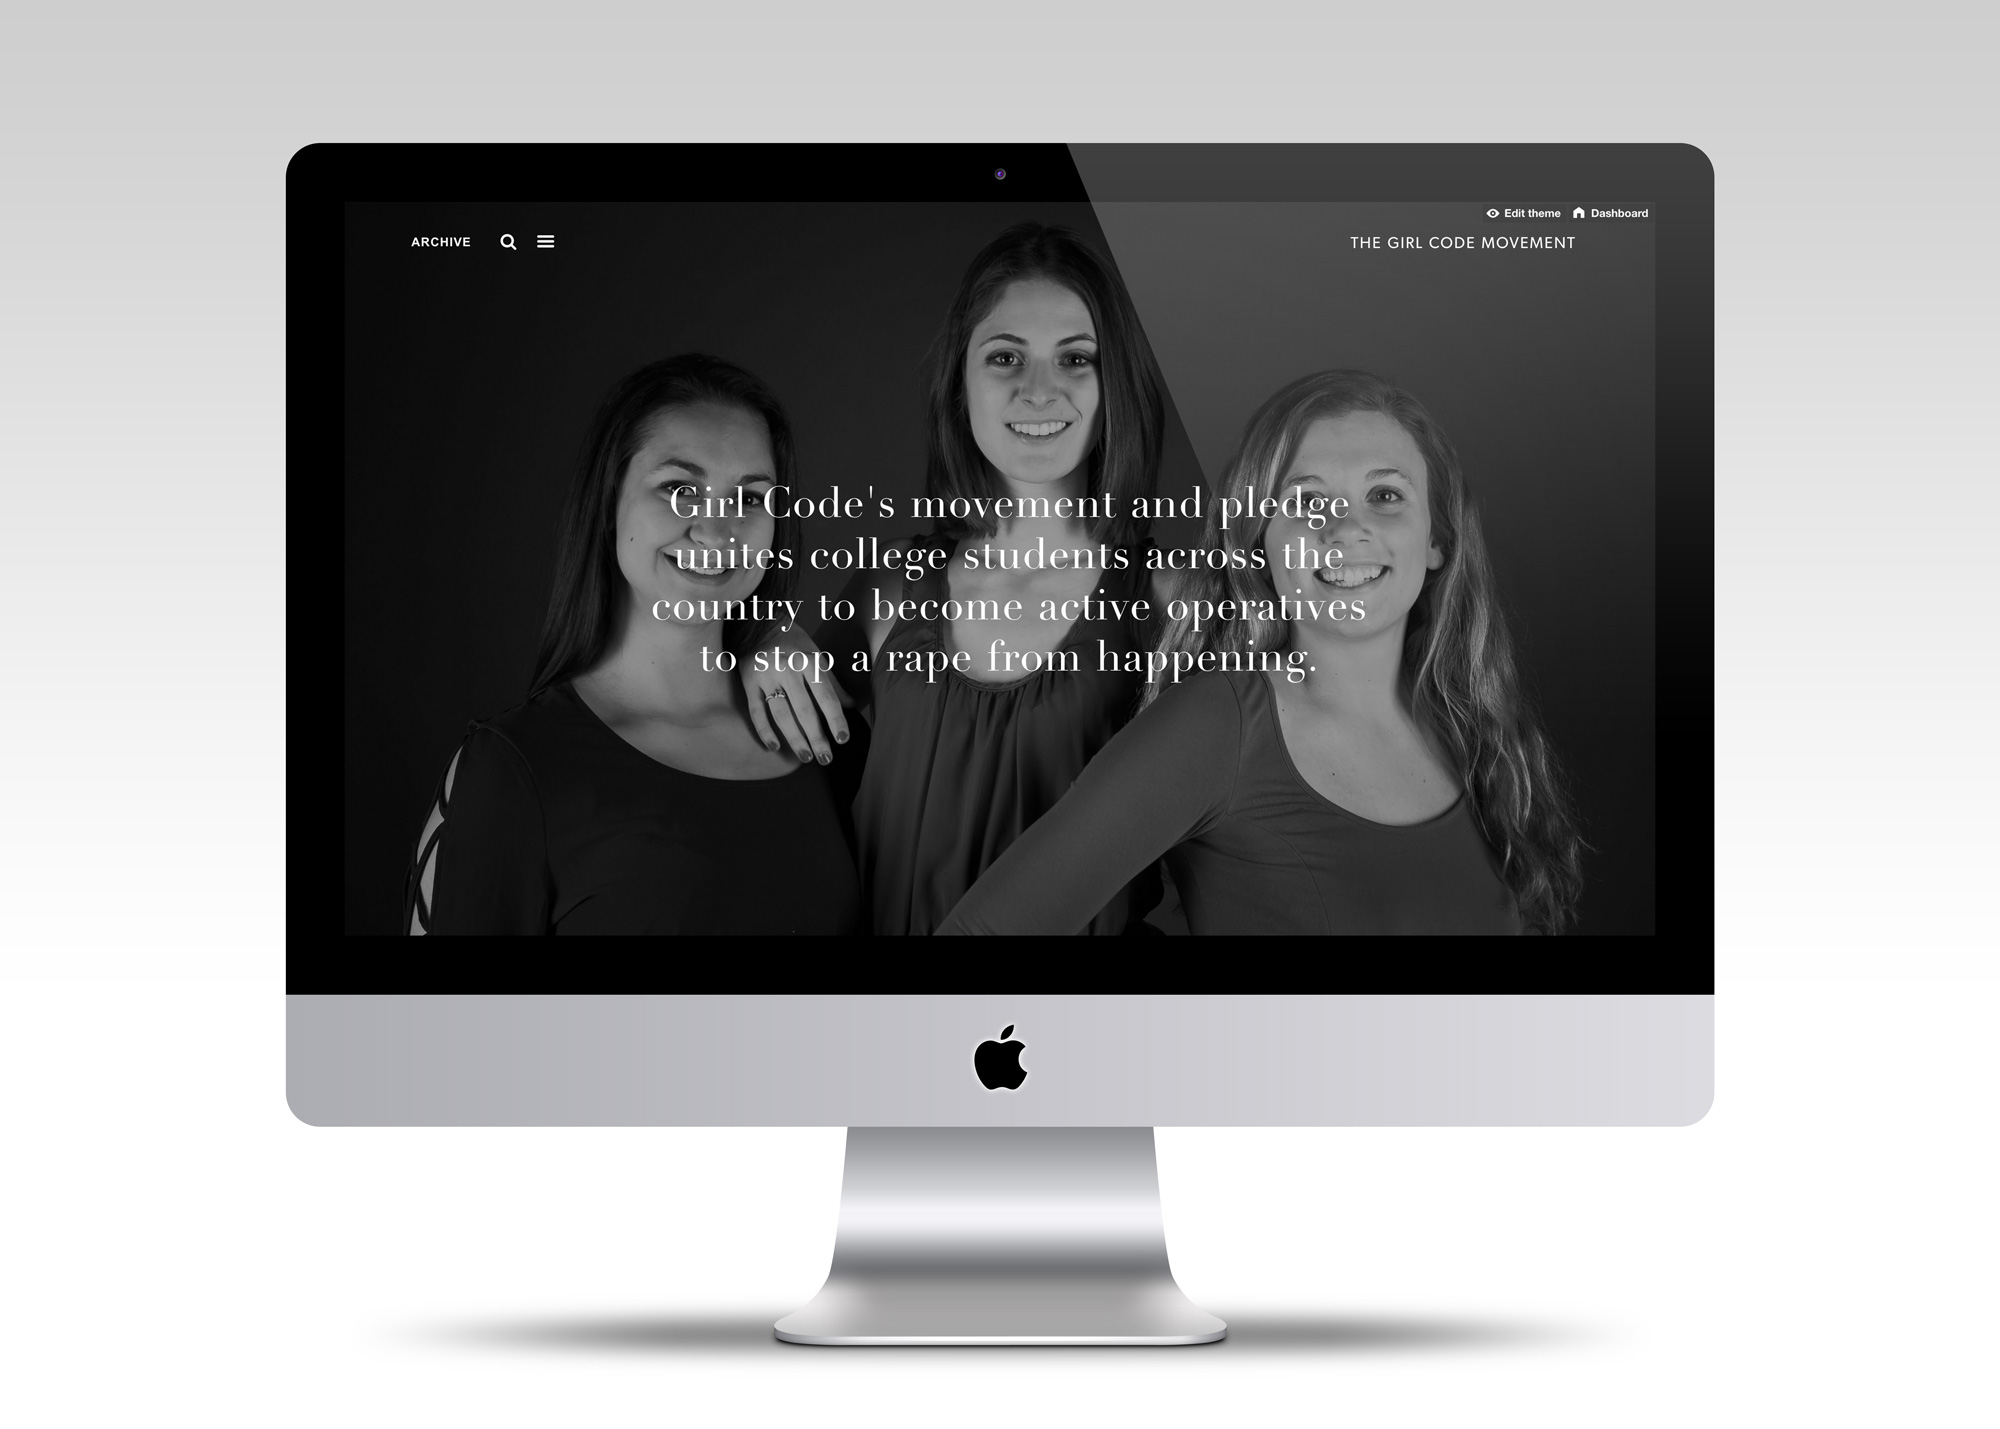 Edit theme Dashboard
ARCHIVE
THE GIRL CODE MOVEMENT
Girl Code's movement and pledge
unites college students across the
country to become active operatives
to stop a rape from happening.